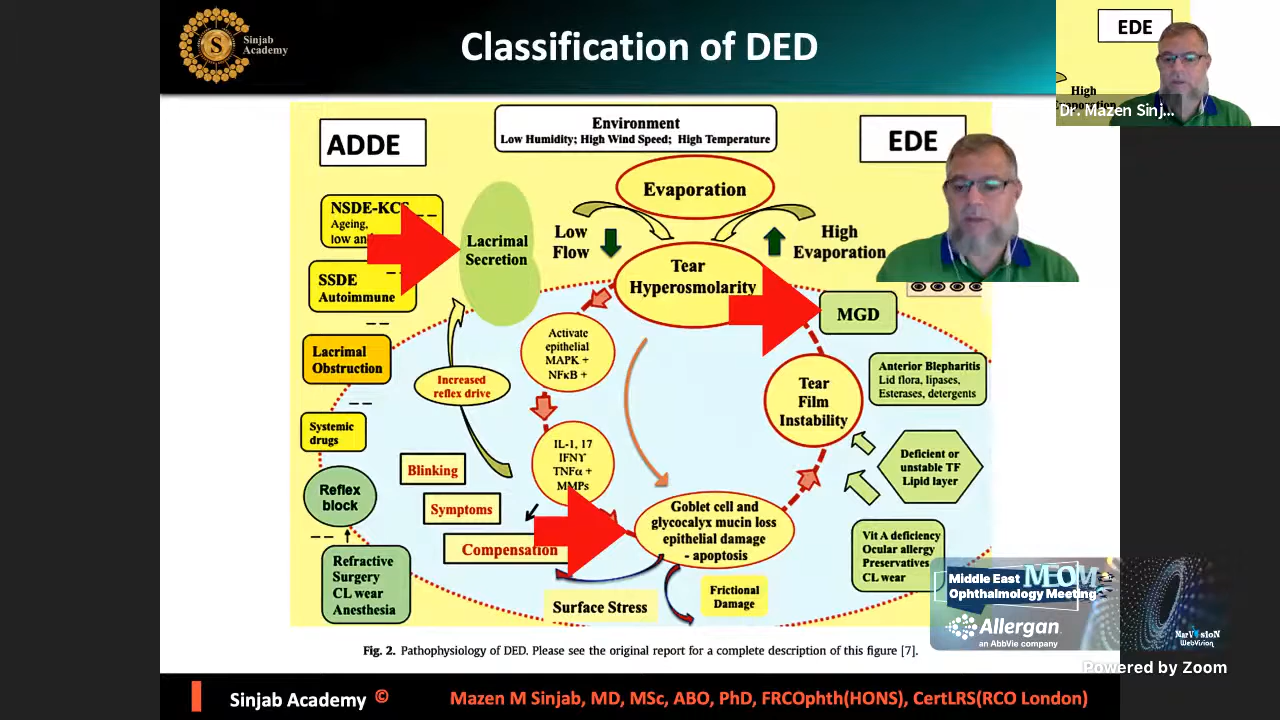 Sinjab
Academy
Classification of DED
EDE
High
Dr. Mazen Sinj...
ADDE
Environment
Low Humidity; High Wind Speed; High Temperature
EDE
Evaporation
NSDE-KCS
Ageing,
low an
Lacrimal
Secretion
Low
Flow
High
Evaporation
Tear
Hyperosmolarity
SSDE
Autoimmune
MGD
Activate
epithelial
MAPK +
NFκB +
Lacrimal
Obstruction
Increased
reflex drive
Tear
Film
Instability
Anterior Blepharitis
Lid flora, lipases,
Esterases, detergents
Systemic
drugs
IL-1, 17
IFNϒ
TNFα +
MMPs
Blinking
Deficient or
unstable TF
Lipid layer
Reflex
block
Symptoms
Goblet cell and
glycocalyx mucin loss
epithelial damage
- apoptosis
Compensation
Vit A deficiency
Ocular allergy
Preservatives
CL wear
Refractive
Surgery
CL wear
Anesthesia
Surface Stress
Frictional
Damage
Middle East MEOM
Ophthalmology Meeting
Allergan
an AbbVie company
NarVisioN
WebVision
Fig. 2. Pathophysiology of DED. Please see the original report for a complete description of this figure [7].
Powered by Zoom
Sinjab Academy © Mazen M Sinjab, MD, MSc, ABO, PhD, FRCOphth(HONS), CertLRS(RCO London)